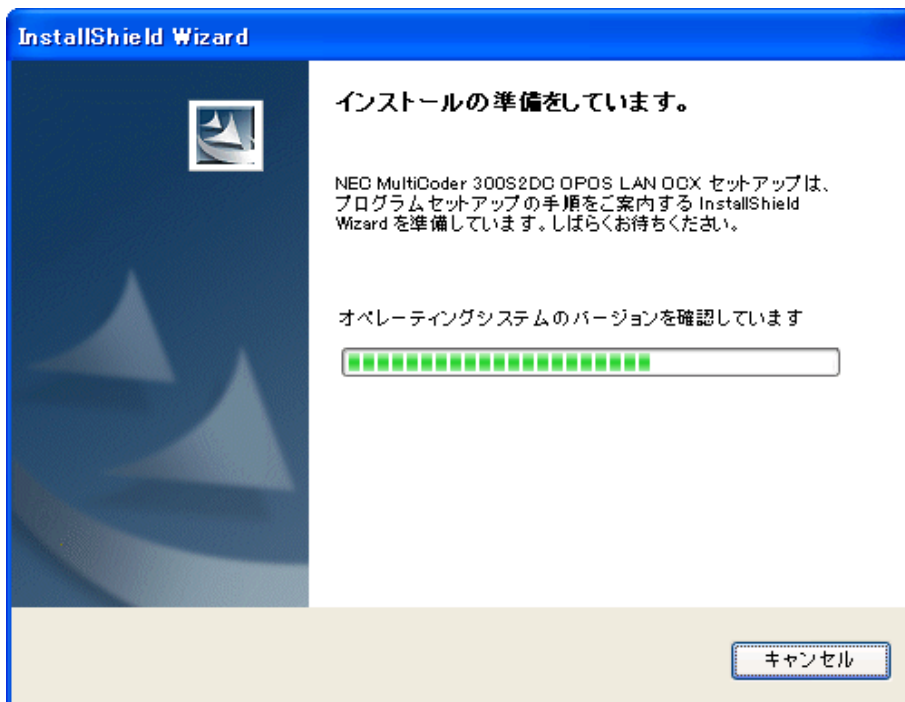 InstallShield Wizard
インストールの準備をしています。
NEC MultiCoder 300S2DC OPOS LAN OCX セットアップは、
プログラムセットアップの手順をご案内する InstallShield
Wizard を準備しています。しばらくお待ちください。
オペレーティングシステムのバージョンを確認しています
キャンセル